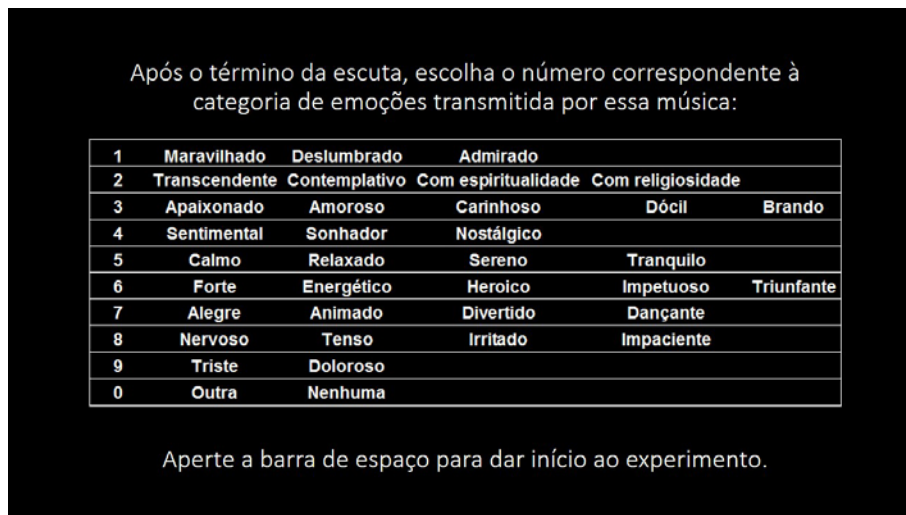 Após o término da escuta, escolha o número correspondente à
categoria de emoções transmitida por essa música:
1 Maravilhado Deslumbrado Admirado
2 Transcendente Contemplativo Com espiritualidade Com religiosidade
3 Apaixonado Amoroso Carinhoso Dócil Brando
4 Sentimental Sonhador Nostálgico
5 Calmo Relaxado Sereno Tranquilo
6 Forte Energético Heroico Impetuoso Triunfante
7 Alegre Animado Divertido Dançante
8 Nervoso Tenso Irritado Impaciente
9 Triste Doloroso
0 Outra Nenhuma
Aperte a barra de espaço para dar início ao experimento.